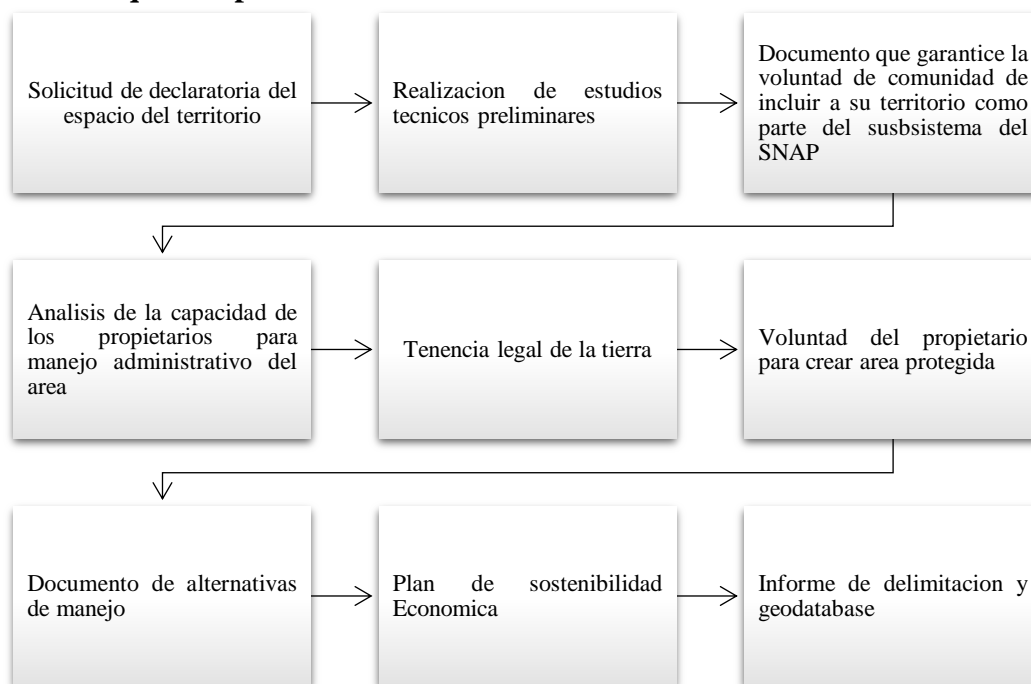 Solicitud de declaratoria del
espacio del territorio
Realizacion de estudios
tecnicos preliminares
Documento que garantice la
voluntad de comunidad de
incluir a su territorio como
parte del susbsistema del
SNAP
Analisis de la capacidad de
los propietarios para
manejo administrativo del
area
Tenencia legal de la tierra
Voluntad del propietario
para crear area protegida
Documento de alternativas
de manejo
Plan de sostenibilidad
Economica
Informe de delimitacion y
geodatabase